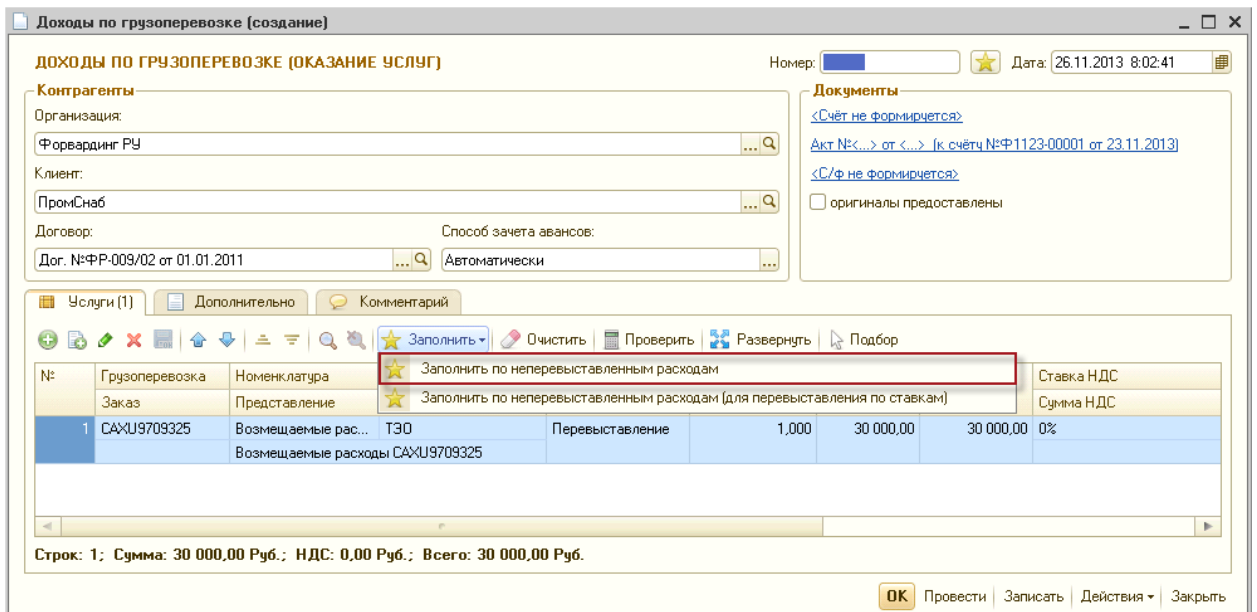 Доходы по грузоперевозке (создание)
ДОХОДЫ ПО ГРУЗОПЕРЕВОЗКЕ (ОКАЗАНИЕ УСЛУГ)
Номер:
Дата: 26.11.2013 8:02:41
Контрагенты
Документы
Организация:
<Счёт не формируется>
Форвардинг РУ
...
Акт №<...> от <...> (к счёту №Ф1123-00001 от 23.11.2013)
Клиент:
<С/ф не формируется>
ПромСнаб
...
оригиналы предоставлены
Договор:
Способ зачета авансов:
Дог. №ФР-009/02 от 01.01.2011
...
Автоматически
...
Услуги (1)
Дополнительно
Комментарий
Заполнить
Очистить
Проверить
Развернуть
Подбор
Заполнить по неперевыставленным расходам
Заполнить по неперевыставленным расходам (для перевыставления по ставкам)
№ Грузоперевозка Номенклатура Ставка НДС
Заказ Представление Сумма НДС
1 CAXU9709325 Возмещаемые рас... ТЭО Перевыставление 1,000 30 000,00 30 000,00 0%
Возмещаемые расходы CAXU9709325
Строк: 1; Сумма: 30 000,00 Руб.; НДС: 0,00 Руб.; Всего: 30 000,00 Руб.
OK Провести Записать Действия Закрыть